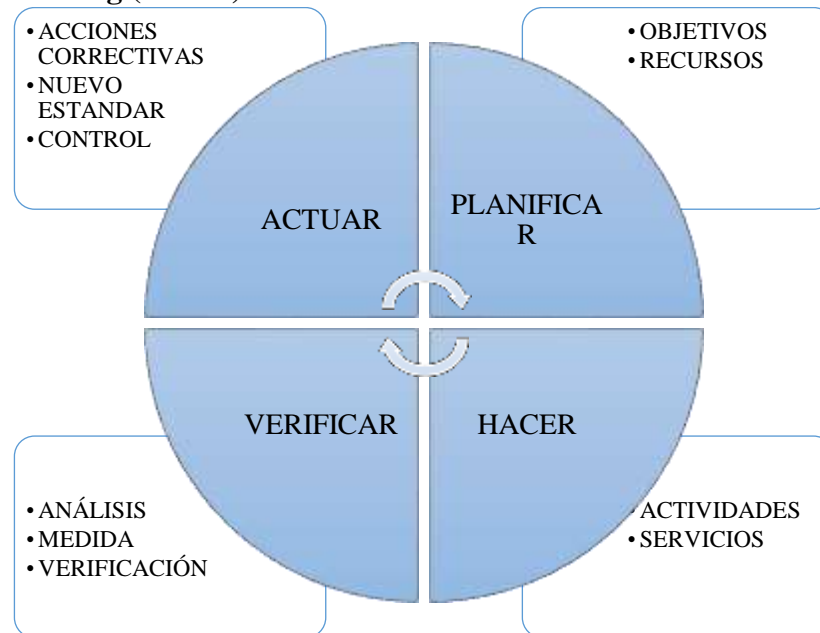 • ACCIONES
CORRECTIVAS
• NUEVO
ESTANDAR
• CONTROL
• OBJETIVOS
• RECURSOS
ACTUAR
PLANIFICA
R
VERIFICAR
HACER
• ANÁLISIS
• MEDIDA
• VERIFICACIÓN
• ACTIVIDADES
• SERVICIOS